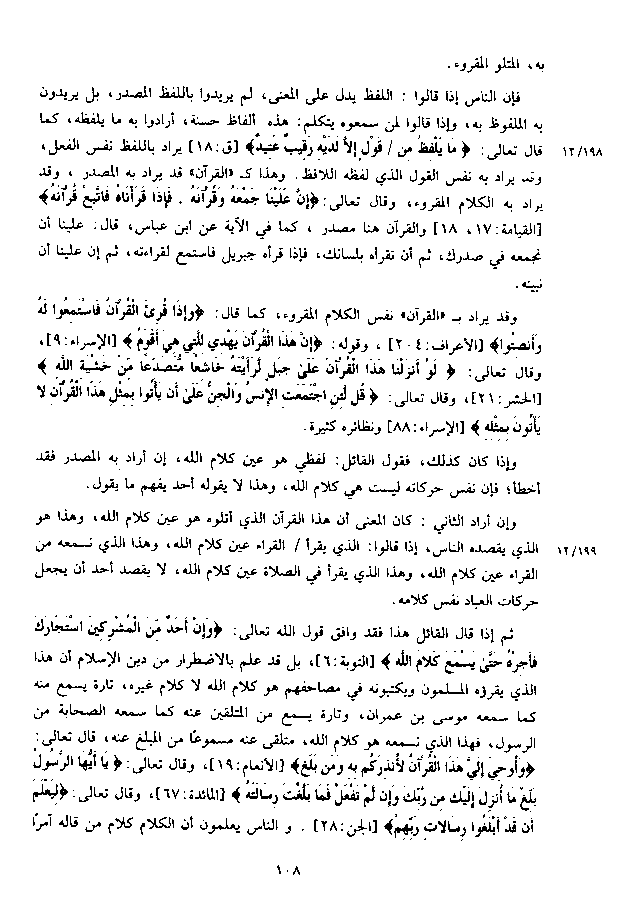 به، المتلو المقروء.
فإن الناس إذا قالوا : اللفظ يدل على المعنى، لم يريدوا باللفظ المصدر، بل يريدون
به الملفوظ به، وإذا قالوا لمن سمعوه يتكلم: هذه ألفاظ حسنة، أرادوا به ما يلفظه، كما
١٢/١٩٨ قال تعالى: ﴿ مَا يَلْفِظُ مِن / قَوْلٍ إِلاَّ لَدَيْهِ رَقِيبٌ عَتِيدٌ﴾ [ق:١٨] يراد باللفظ نفس الفعل،
وقد يراد به نفس القول الذي لفظه اللافظ. وهذا كـ «القرآن» قد يراد به المصدر ، وقد
يراد به الكلام المقروء، وقال تعالى: ﴿إِنَّ عَلَيْنَا جَمْعَهُ وَقُرْآنَهُ . فَإِذَا قَرَأْنَاهُ فَاتَّبِعْ قُرْآنَهُ﴾
[القيامة:١٧، ١٨] والقرآن هنا مصدر ، كما في الآية عن ابن عباس، قال: علينا أن
نجمعه في صدرك، ثم أن تقرأه بلسانك، فإذا قرأه جبريل فاستمع لقراءته، ثم إن علينا أن
نبينه.
وقد يراد بـ «القرآن» نفس الكلام المقروء، كما قال: ﴿وَإِذَا قُرِئَ الْقُرْآنُ فَاسْتَمِعُوا لَهُ
وَأَنصِتُوا﴾ [الأعراف:٢٠٤] ، وقوله: ﴿إِنَّ هَذَا الْقُرْآنَ يَهْدِي لِلَّتِي هِيَ أَقْوَمُ ﴾ [الإسراء:٩]،
وقال تعالى: ﴿ لَوْ أَنزَلْنَا هَذَا الْقُرْآنَ عَلَىٰ جَبَلٍ لَّرَأَيْتَهُ خَاشِعًا مُّتَصَدِّعًا مِّنْ خَشْيَةِ اللَّهِ ﴾
[الحشر:٢١]، وقال تعالى: ﴿ قُل لَّئِنِ اجْتَمَعَتِ الإِنسُ وَالْجِنُّ عَلَىٰ أَن يَأْتُوا بِمِثْلِ هَذَا الْقُرْآنِ لا
يَأْتُونَ بِمِثْلِهِ ﴾ [الإسراء:٨٨] ونظائره كثيرة.
وإذا كان كذلك، فقول القائل: لفظي هو عين كلام الله، إن أراد به المصدر فقد
أخطأ؛ فإن نفس حركاته ليست هي كلام الله، وهذا لا يقوله أحد يفهم ما يقول.
وإن أراد الثاني : كان المعنى أن هذا القرآن الذي أتلوه هو عين كلام الله، وهذا هو
١٢/١٩٩ الذي يقصده الناس، إذا قالوا: الذي يقرأ / القراء عين كلام الله، وهذا الذي نسمعه من
القراء عين كلام الله، وهذا الذي يقرأ في الصلاة عين كلام الله، لا يقصد أحد أن يجعل
حركات العباد نفس كلامه.
ثم إذا قال القائل هذا فقد وافق قول الله تعالى: ﴿وَإِنْ أَحَدٌ مِّنَ الْمُشْرِكِينَ اسْتَجَارَكَ
فَأَجِرْهُ حَتَّىٰ يَسْمَعَ كَلامَ اللَّهِ ﴾ [التوبة:٦]، بل قد علم بالاضطرار من دين الإسلام أن هذا
الذي يقرؤه المسلمون ويكتبونه في مصاحفهم هو كلام الله لا كلام غيره، تارة يسمع منه
كما سمعه موسى بن عمران، وتارة يسمع من المتلقين عنه كما سمعه الصحابة من
الرسول، فهذا الذي نسمعه هو كلام الله، متلقى عنه مسموعًا من المبلغ عنه، قال تعالى:
﴿وَأُوحِيَ إِلَيَّ هَذَا الْقُرْآنُ لأُنذِرَكُم بِهِ وَمَن بَلَغَ﴾ [الأنعام:١٩]، وقال تعالى: ﴿ يَا أَيُّهَا الرَّسُولُ
بَلِّغْ مَا أُنزِلَ إِلَيْكَ مِن رَّبِّكَ وَإِن لَّمْ تَفْعَلْ فَمَا بَلَّغْتَ رِسَالَتَهُ ﴾ [المائدة:٦٧]، وقال تعالى: ﴿لِيَعْلَمَ
أَن قَدْ أَبْلَغُوا رِسَالاتِ رَبِّهِمْ﴾ [الجن:٢٨] . و الناس يعلمون أن الكلام كلام من قاله آمرًا
١٠٨